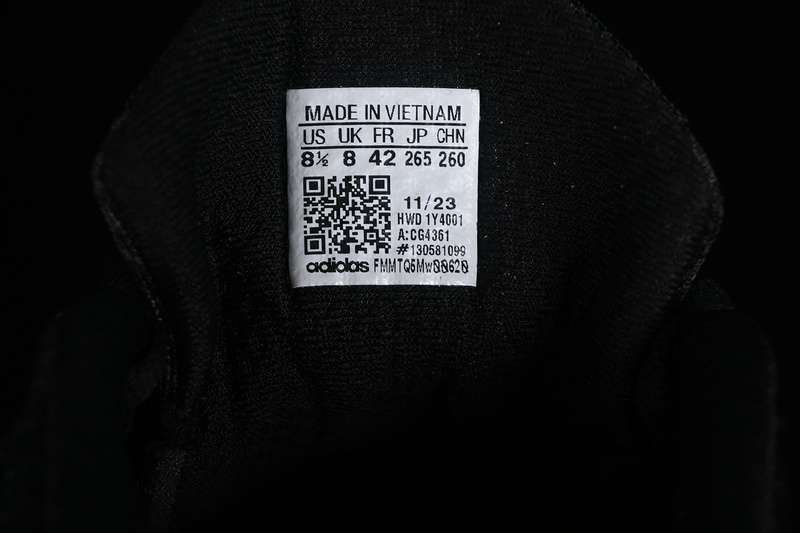 MADE IN VIETNAM
US UK FR JP CHN
8½ 8 42 265 260
11/23
HWD 1Y4001
A:CG4361
#130581099
adidas FMMTQ5Mw00620